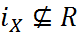 i_X ⊈ R